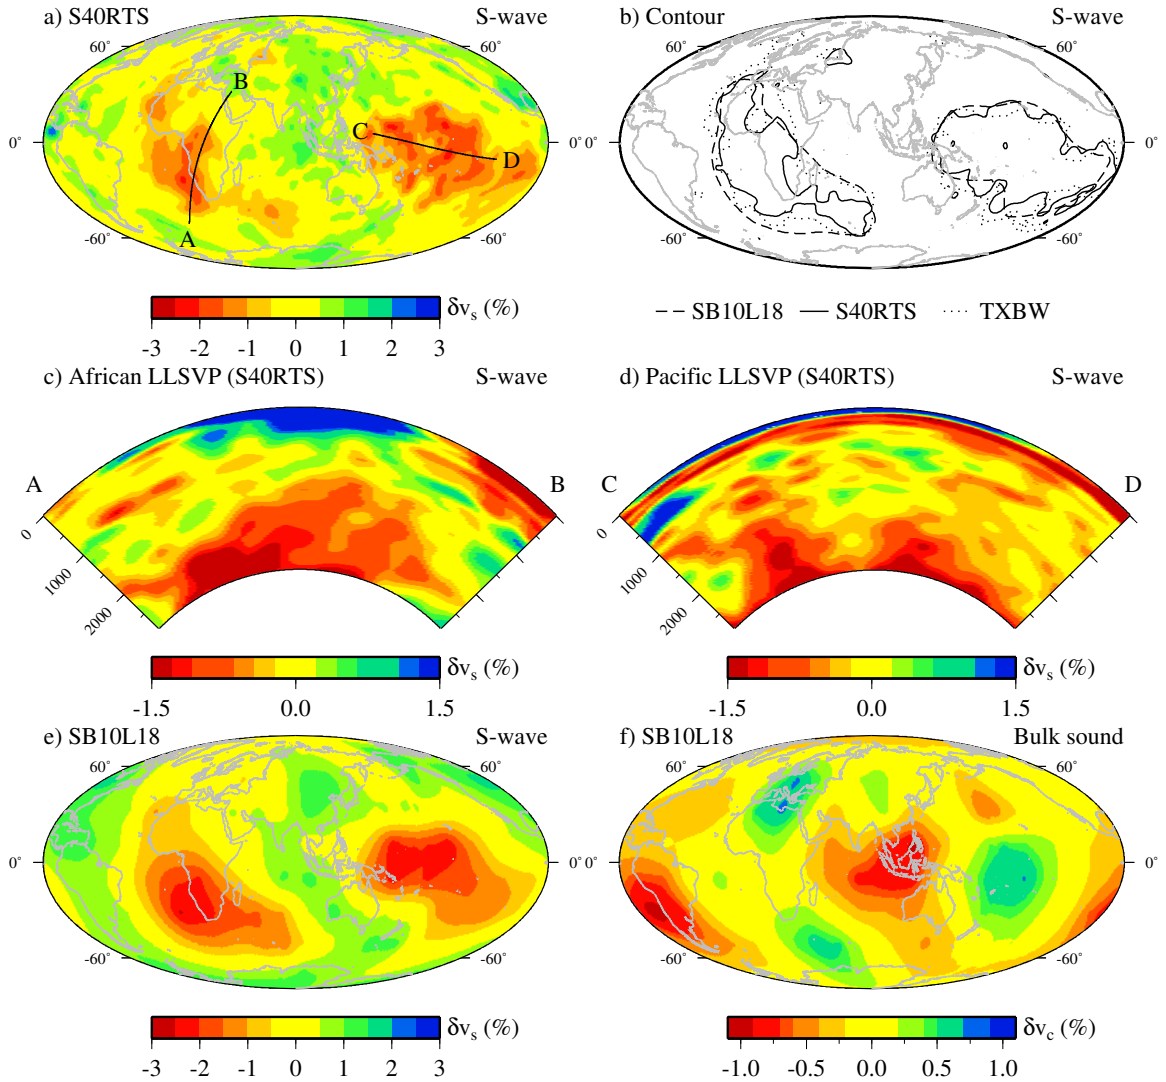 a) S40RTS S-wave
b) Contour S-wave
60˚ 60˚
60˚ 60˚
B
C
D
A
0˚ 0˚ 0˚ 0˚
-60˚ -60˚
-60˚ -60˚
δvs (%)
-3 -2 -1 0 1 2 3
SB10L18 S40RTS TXBW
c) African LLSVP (S40RTS) S-wave
d) Pacific LLSVP (S40RTS) S-wave
A B
0 1000 2000
C D
0 1000 2000
δvs (%)
-1.5 0.0 1.5
δvs (%)
-1.5 0.0 1.5
e) SB10L18 S-wave
f) SB10L18 Bulk sound
60˚ 60˚
60˚ 60˚
0˚ 0˚ 0˚ 0˚
-60˚ -60˚
-60˚ -60˚
δvs (%)
-3 -2 -1 0 1 2 3
δvc (%)
-1.0 -0.5 0.0 0.5 1.0